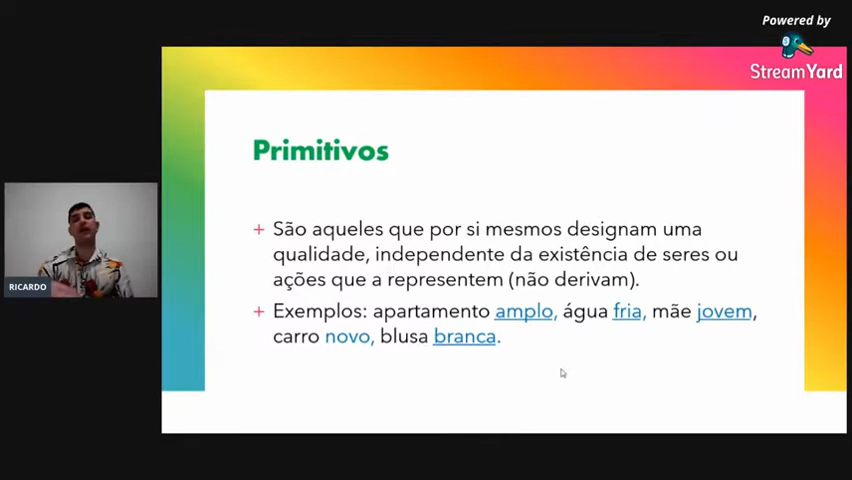 Powered by
StreamYard
Primitivos
+ São aqueles que por si mesmos designam uma
qualidade, independente da existência de seres ou
ações que a representem (não derivam).
+ Exemplos: apartamento amplo, água fria, mãe jovem,
carro novo, blusa branca.
RICARDO